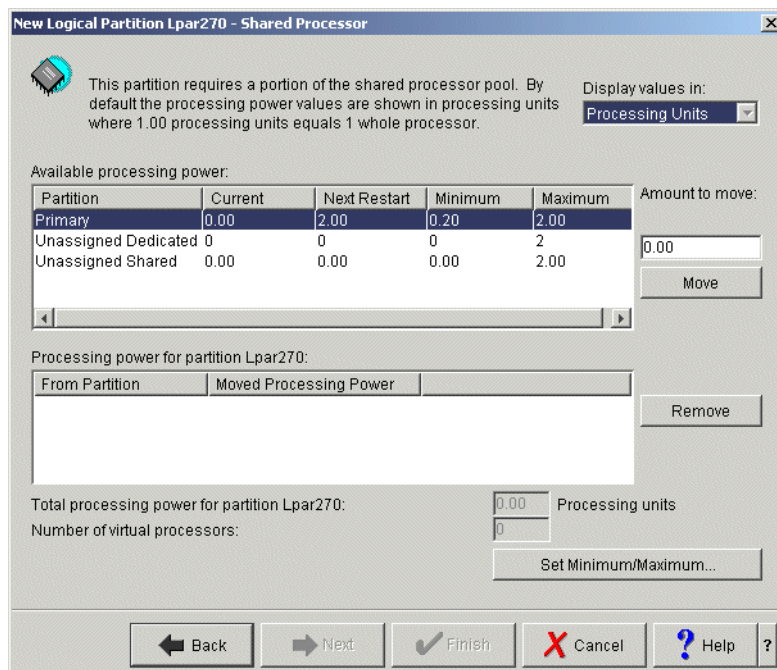 New Logical Partition Lpar270 - Shared Processor
This partition requires a portion of the shared processor pool. By
default the processing power values are shown in processing units
where 1.00 processing units equals 1 whole processor.
Display values in:
Processing Units
Available processing power:
Partition Current Next Restart Minimum Maximum
Primary 0.00 2.00 0.20 2.00
Unassigned Dedicated 0 0 0 2
Unassigned Shared 0.00 0.00 0.00 2.00
Amount to move:
0.00
Move
Processing power for partition Lpar270:
From Partition Moved Processing Power
Remove
Total processing power for partition Lpar270: 0.00 Processing units
Number of virtual processors: 0
Set Minimum/Maximum...
Back Next Finish Cancel ? Help ?